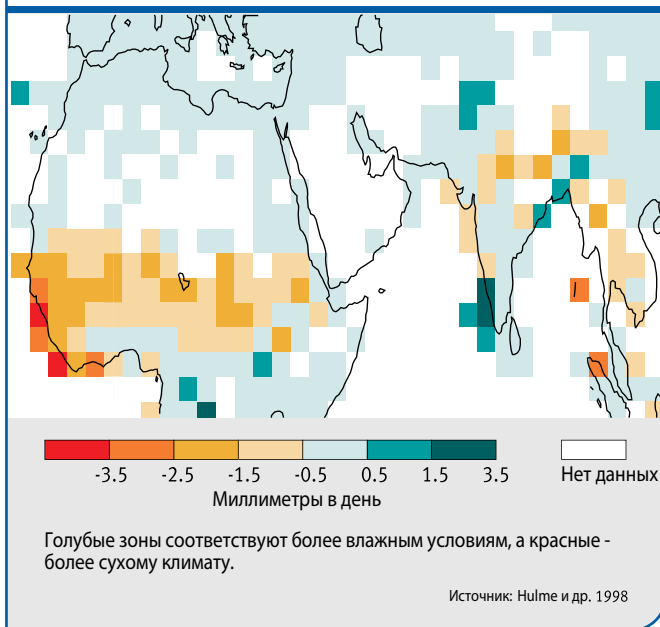 -3.5 -2.5 -1.5 -0.5 0.5 1.5 3.5 Нет данных
Миллиметры в день
Голубые зоны соответствуют более влажным условиям, а красные -
более сухому климату.
Источник: Hulme и др. 1998